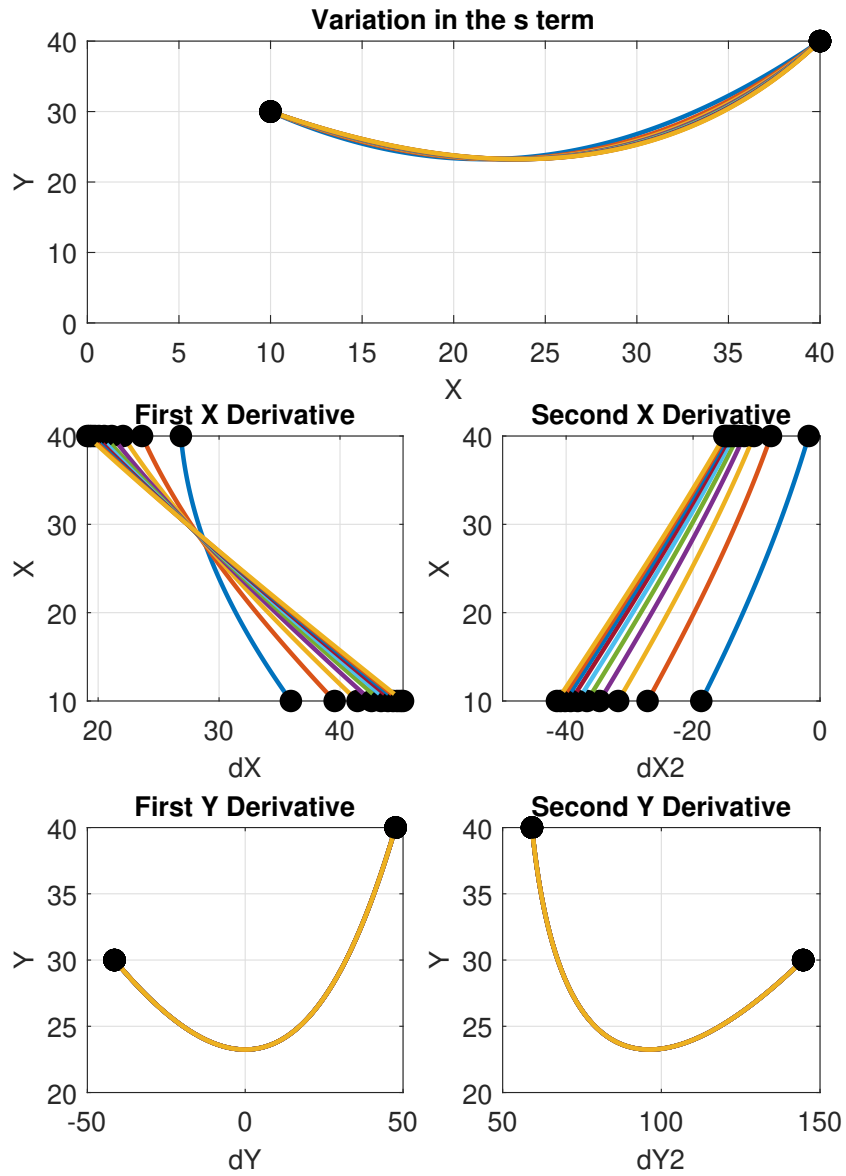 Variation in the s term
40
30
20
10
0
Y
0 5 10 15 20 25 30 35 40
X
First X Derivative
40
30
20
10
X
20 30 40
dX
Second X Derivative
40
30
20
10
X
-40 -20 0
dX2
First Y Derivative
40
35
30
25
20
Y
-50 0 50
dY
Second Y Derivative
40
35
30
25
20
Y
50 100 150
dY2